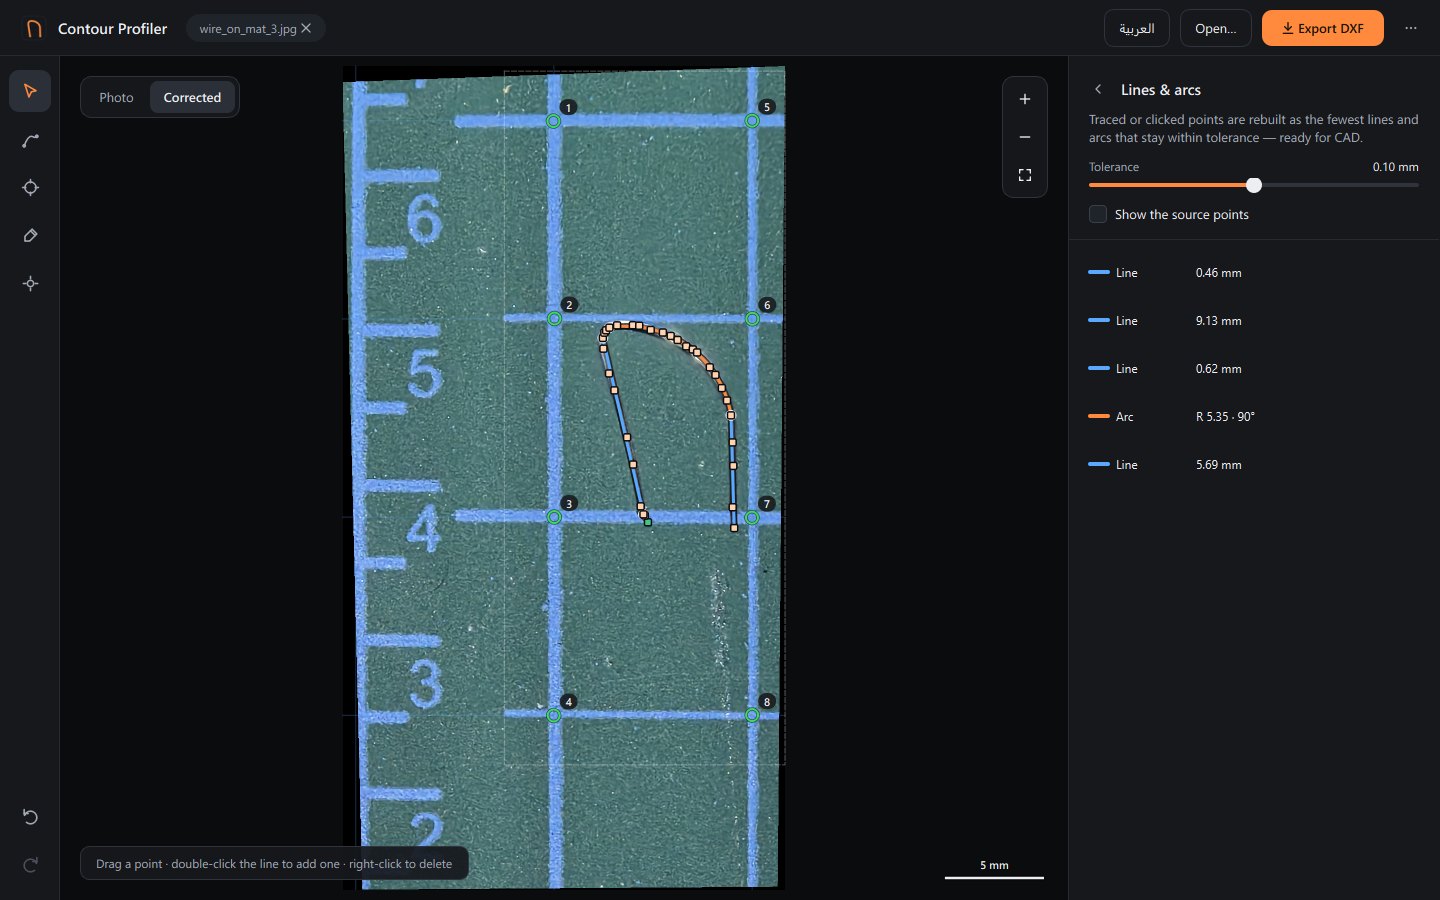 Contour Profiler
wire_on_mat_3.jpg
العربية
Open...
Export DXF
Photo
Corrected
Lines & arcs
Traced or clicked points are rebuilt as the fewest lines and
arcs that stay within tolerance — ready for CAD.
Tolerance 0.10 mm
Show the source points
Line 0.46 mm
Line 9.13 mm
Line 0.62 mm
Arc R 5.35 · 90°
Line 5.69 mm
1 5
6
2 6
5
3 7
4
3
4 8
2
Drag a point · double-click the line to add one · right-click to delete
5 mm